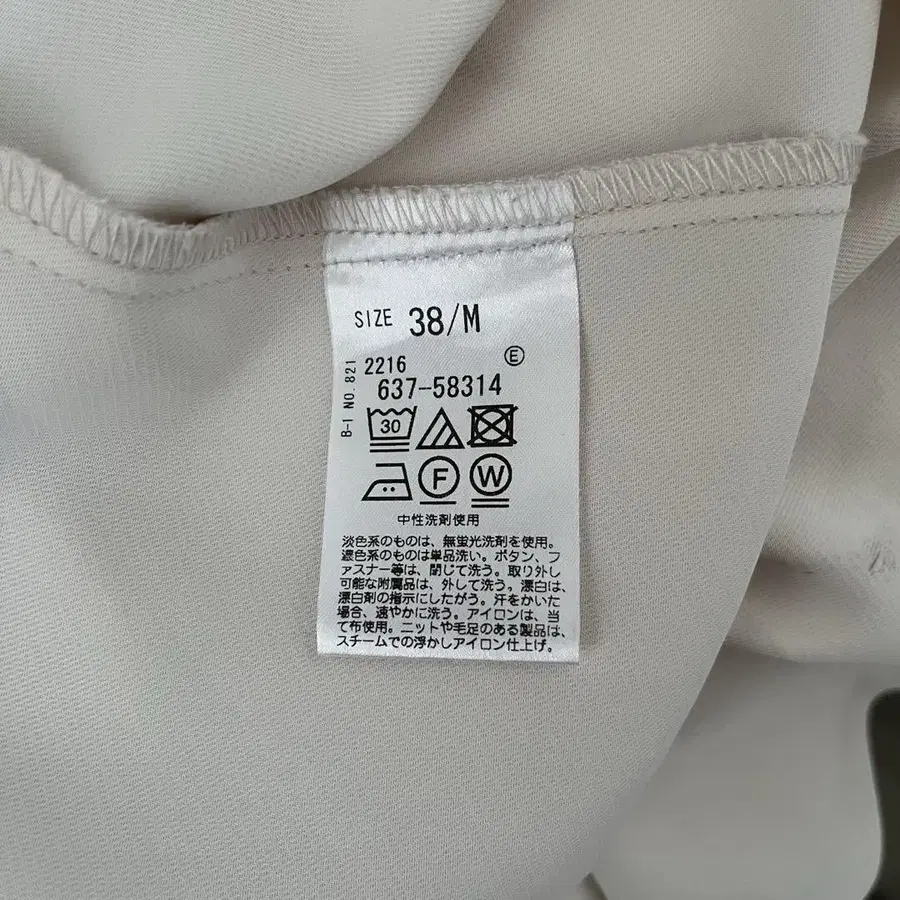 SIZE 38/M
B-I NO.821
2216 Ⓔ
637-58314
30
F W
中性洗剤使用
淡色系のものは、無蛍光洗剤を使用。
濃色系のものは単品洗い。ボタン、フ
ァスナー等は、閉じて洗う。取り外し
可能な附属品は、外して洗う。漂白は、
漂白剤の指示にしたがう。汗をかいた
場合、速やかに洗う。アイロンは、当
て布使用。ニットや毛足のある製品は、
スチームでの浮かしアイロン仕上げ。